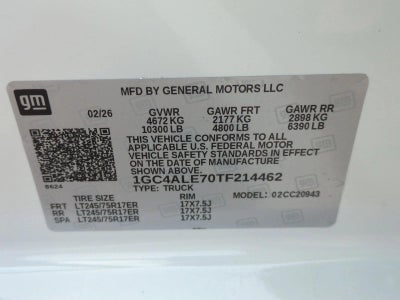 gm
MFD BY GENERAL MOTORS LLC
02/26 GVWR GAWR FRT GAWR RR
4672 KG 2177 KG 2898 KG
10300 LB 4800 LB 6390 LB
THIS VEHICLE CONFORMS TO ALL
APPLICABLE U.S. FEDERAL MOTOR
VEHICLE SAFETY STANDARDS IN EFFECT
ON THE DATE OF MANUFACTURE
SHOWN ABOVE.
1GC4ALE70TF214462
B624 TYPE: TRUCK
TIRE SIZE RIM 02CC20943
FRT LT245/75R17ER 17X7.5J
RR LT245/75R17ER 17X7.5J
SPA LT245/75R17ER 17X7.5J